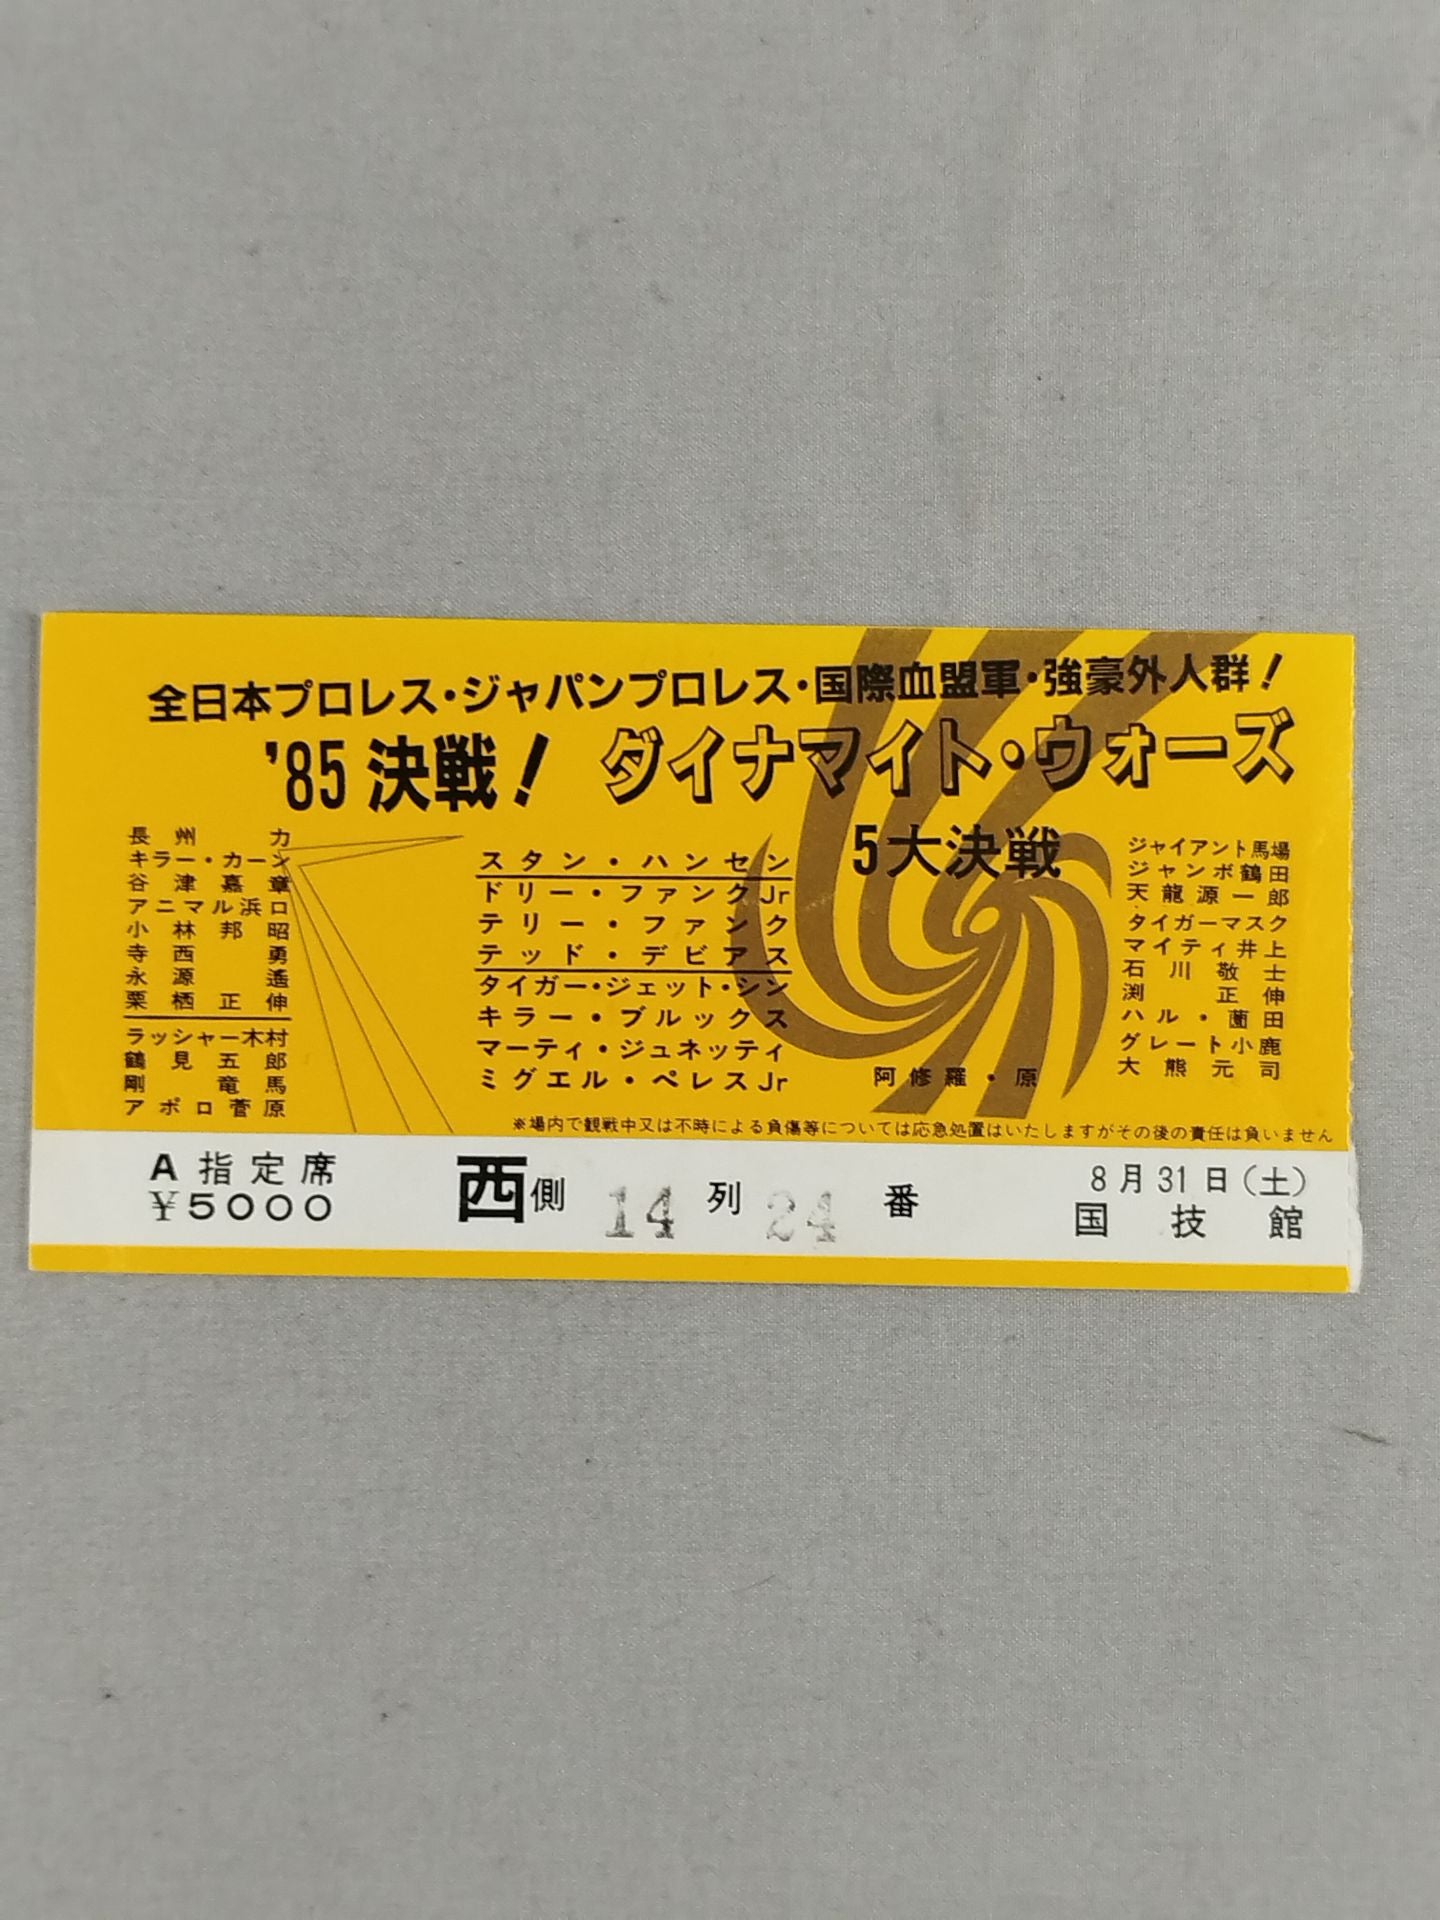 全日本プロレス・ジャパンプロレス・国際血盟軍・強豪外人群!
'85 決戦! ダイナマイト・ウォーズ
5大決戦
長州力
キラー・カーン
谷津嘉章
アニマル浜口
小林邦昭
寺西勇
永源遙
栗栖正伸
ラッシャー木村
鶴見五郎
剛竜馬
アポロ菅原
スタン・ハンセン
ドリー・ファンクJr
テリー・ファンク
テッド・デビアス
タイガー・ジェット・シン
キラー・ブルックス
マーティ・ジュネッティ
ミグエル・ペレスJr
阿修羅・原
ジャイアント馬場
ジャンボ鶴田
天龍源一郎
タイガーマスク
マイティ井上
石川敬士
渕正伸
ハル・薗田
グレート小鹿
大熊元司
※場内で観戦中又は不時による負傷等については応急処置はいたしますがその後の責任は負いません
A指定席
¥5000
西側 14 列 24 番
8月31日(土)
国技館